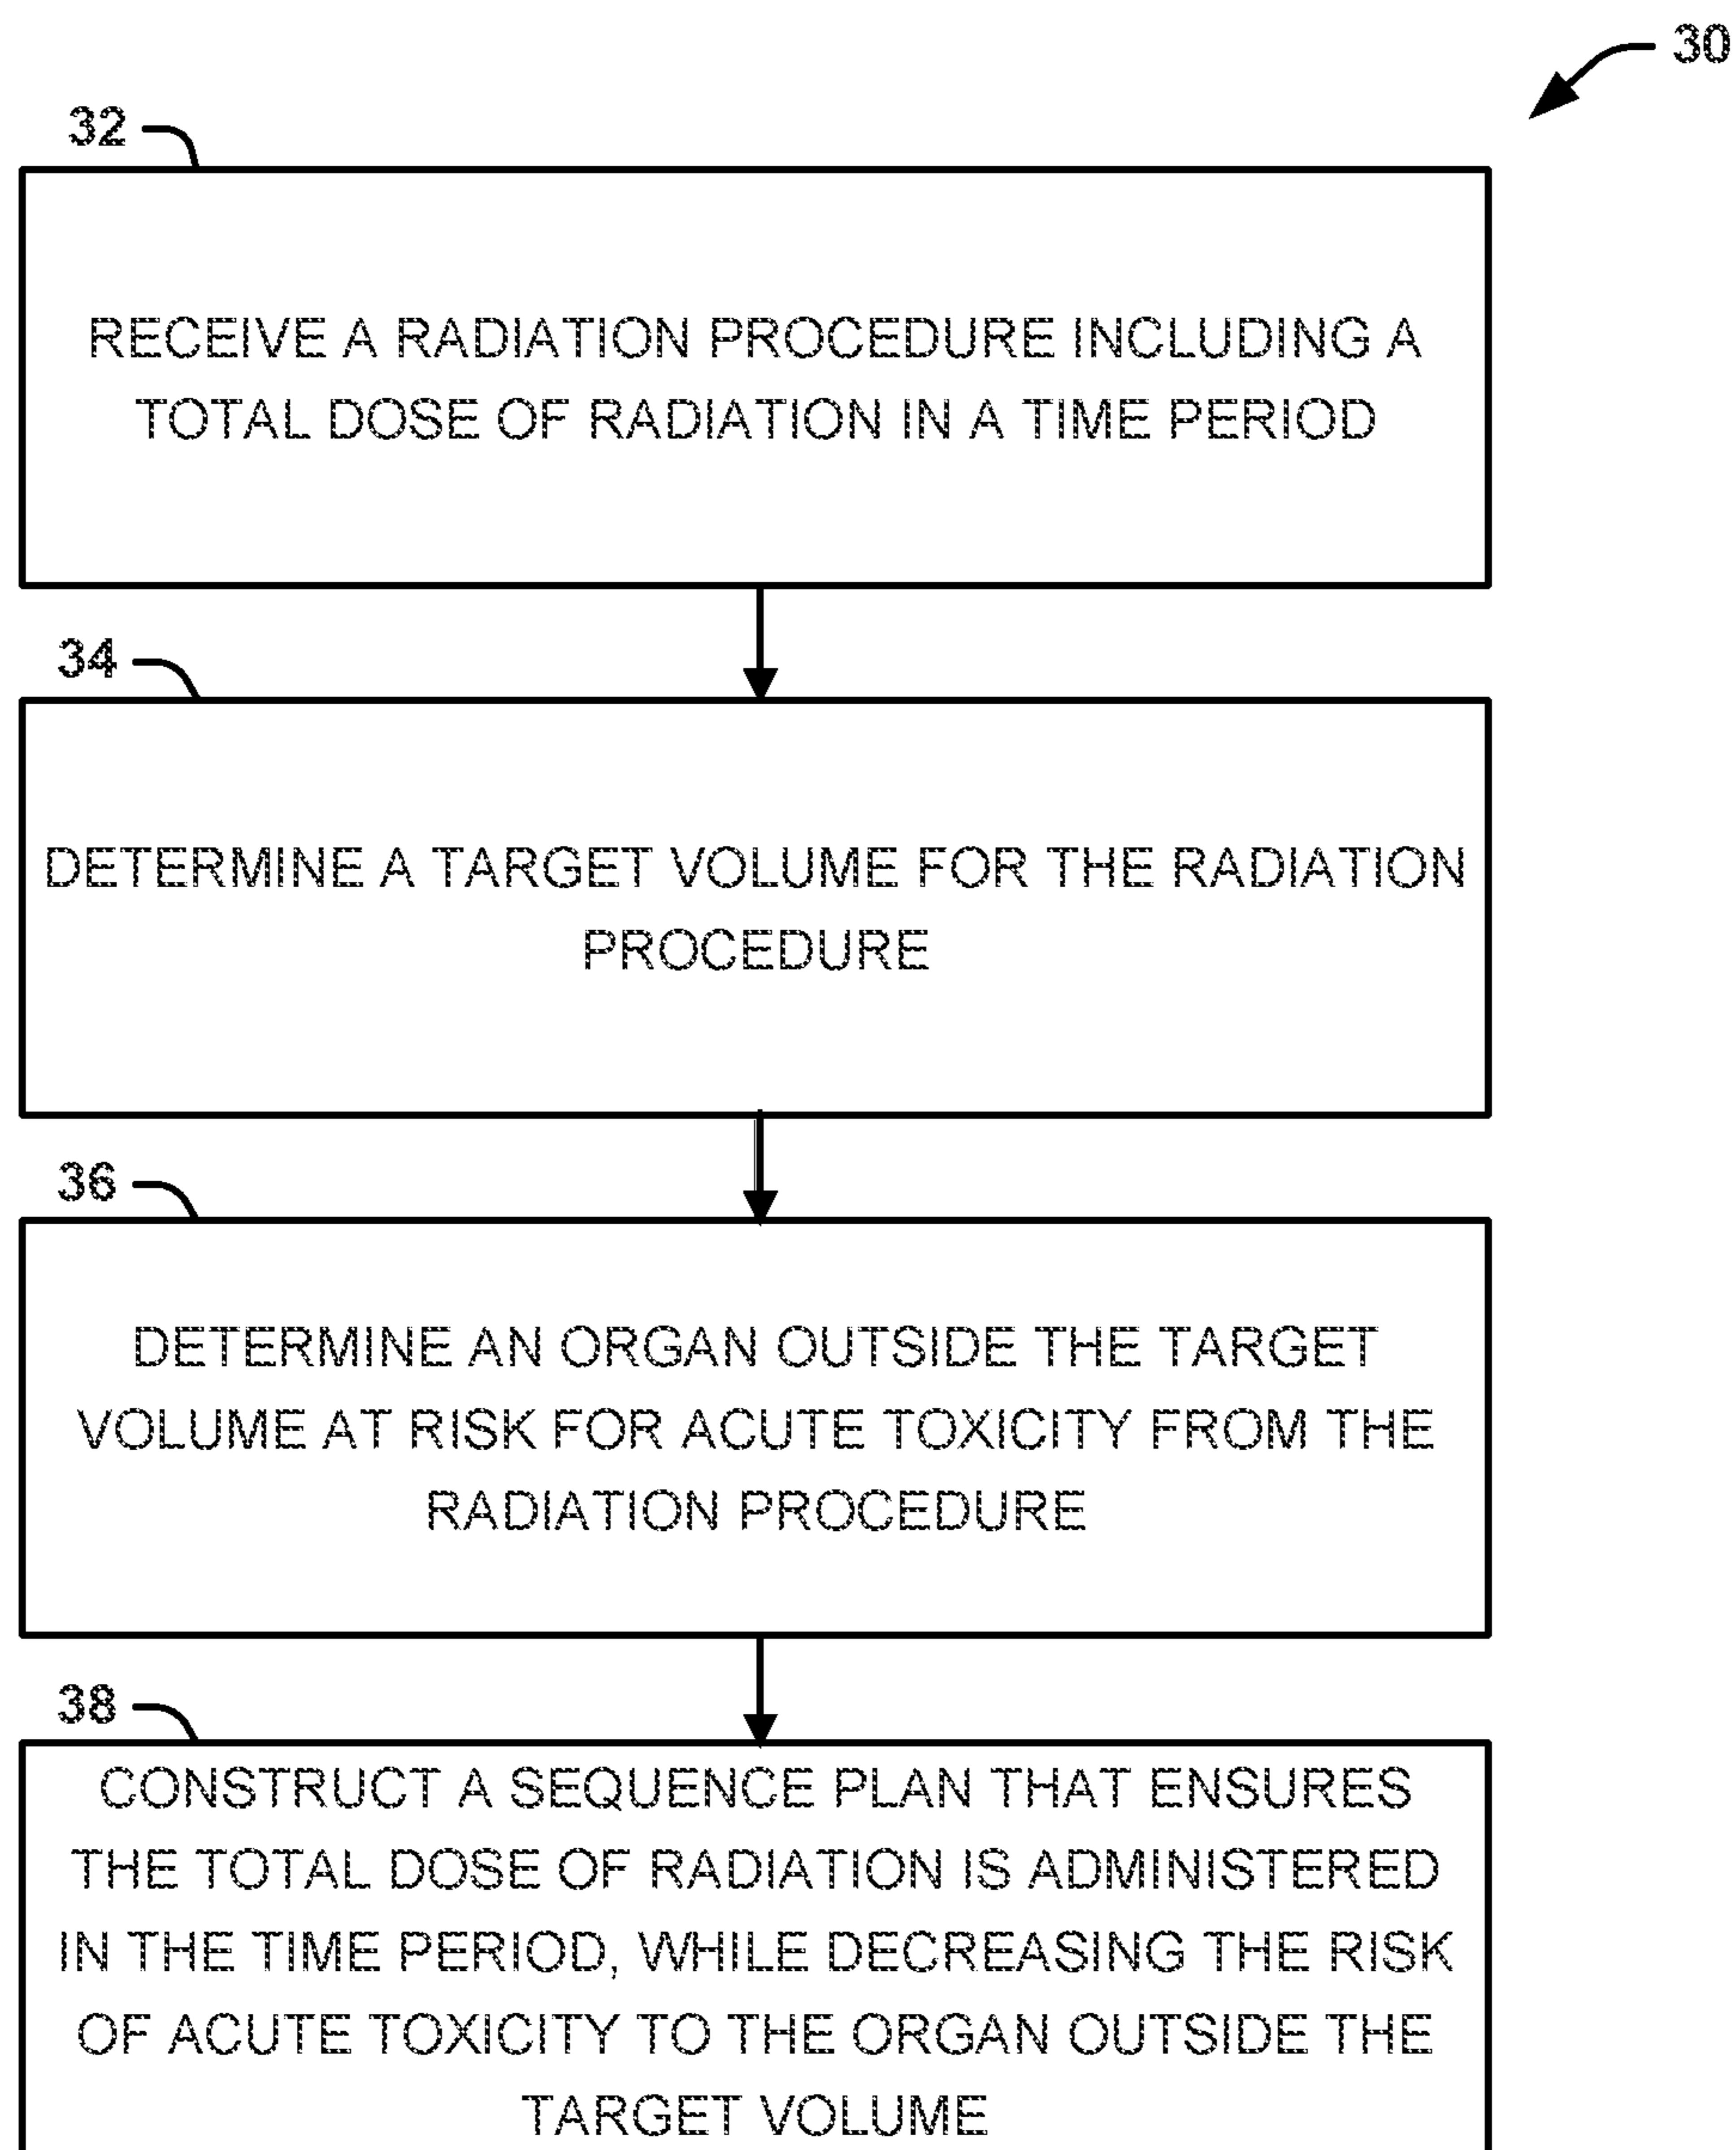 30
32
RECEIVE A RADIATION PROCEDURE INCLUDING A
TOTAL DOSE OF RADIATION IN A TIME PERIOD
34
DETERMINE A TARGET VOLUME FOR THE RADIATION
PROCEDURE
36
DETERMINE AN ORGAN OUTSIDE THE TARGET
VOLUME AT RISK FOR ACUTE TOXICITY FROM THE
RADIATION PROCEDURE
38
CONSTRUCT A SEQUENCE PLAN THAT ENSURES
THE TOTAL DOSE OF RADIATION IS ADMINISTERED
IN THE TIME PERIOD, WHILE DECREASING THE RISK
OF ACUTE TOXICITY TO THE ORGAN OUTSIDE THE
TARGET VOLUME